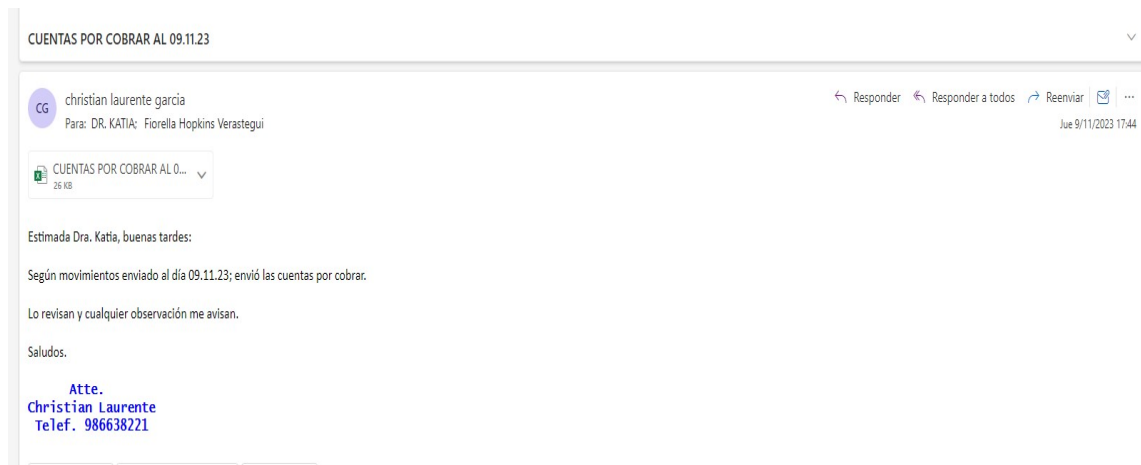 CUENTAS POR COBRAR AL 09.11.23
CG
christian laurente garcia
Para: DR. KATIA; Fiorella Hopkins Verastegui
Responder Responder a todos Reenviar
Jue 9/11/2023 17:44
CUENTAS POR COBRAR AL 0...
26 KB
Estimada Dra. Katia, buenas tardes:
Según movimientos enviado al día 09.11.23; envió las cuentas por cobrar.
Lo revisan y cualquier observación me avisan.
Saludos.
Atte.
Christian Laurente
Telef. 986638221